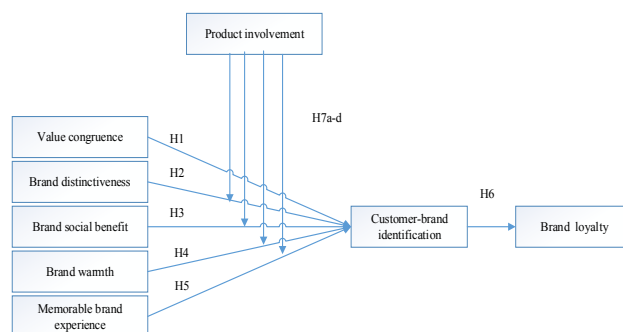 Product involvement
H7a-d
Value congruence
H1
Brand distinctiveness
H2
Brand social benefit
H3
Customer-brand
identification
H6
Brand loyalty
Brand warmth
H4
H5
Memorable brand
experience